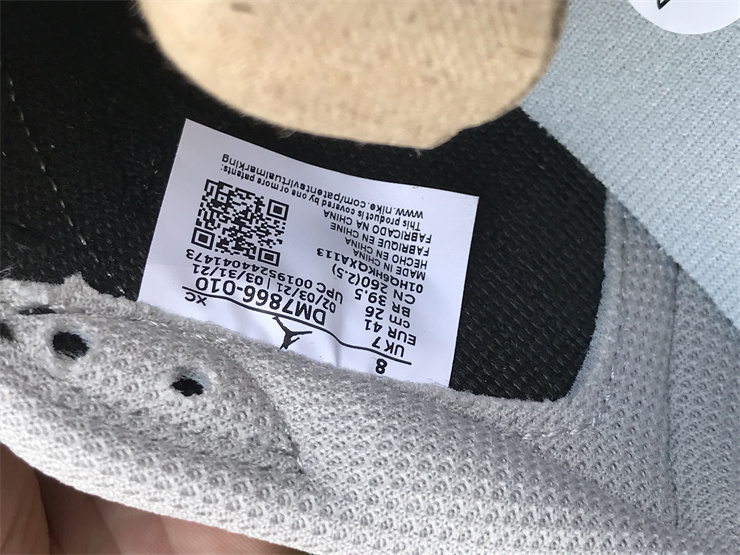 8
UK 7
EUR 41
cm 26
BR 39.5
CN 260(2.5)
01HOG6HKQXA113
MADE IN CHINA
HECHO EN CHINA
FABRIQUE EN CHINA
FABRICADO NA CHINA
XC
DM7866-010
02/03/21 | 03/31/21
UPC 00195244041473
This product is covered by one or more patents:
www.nike.com/patentsvirtualmarking